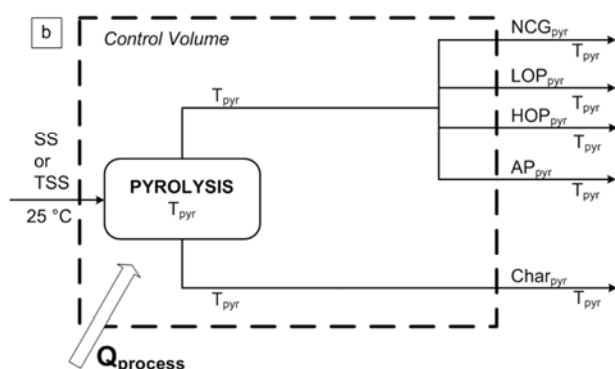 b
Control Volume
NCGpyr
Tpyr
LOPpyr
Tpyr
Tpyr
HOPpyr
Tpyr
SS
or
TSS
25 °C
PYROLYSIS
Tpyr
APpyr
Tpyr
Tpyr
Charpyr
Tpyr
Qprocess